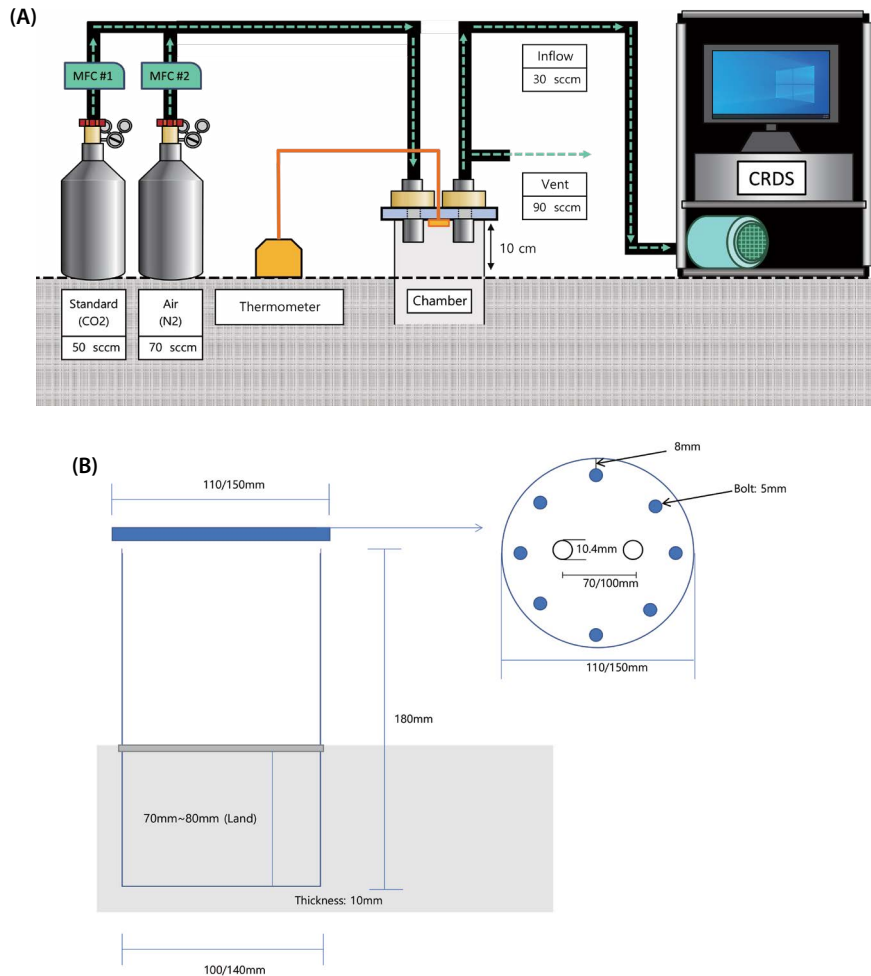 (A)
MFC #1
MFC #2
Inflow
30 sccm
Vent
90 sccm
CRDS
10 cm
Standard
(CO2)
50 sccm
Air
(N2)
70 sccm
Thermometer
Chamber
(B)
110/150mm
8mm
Bolt: 5mm
10.4mm
70/100mm
110/150mm
180mm
70mm~80mm (Land)
Thickness: 10mm
100/140mm